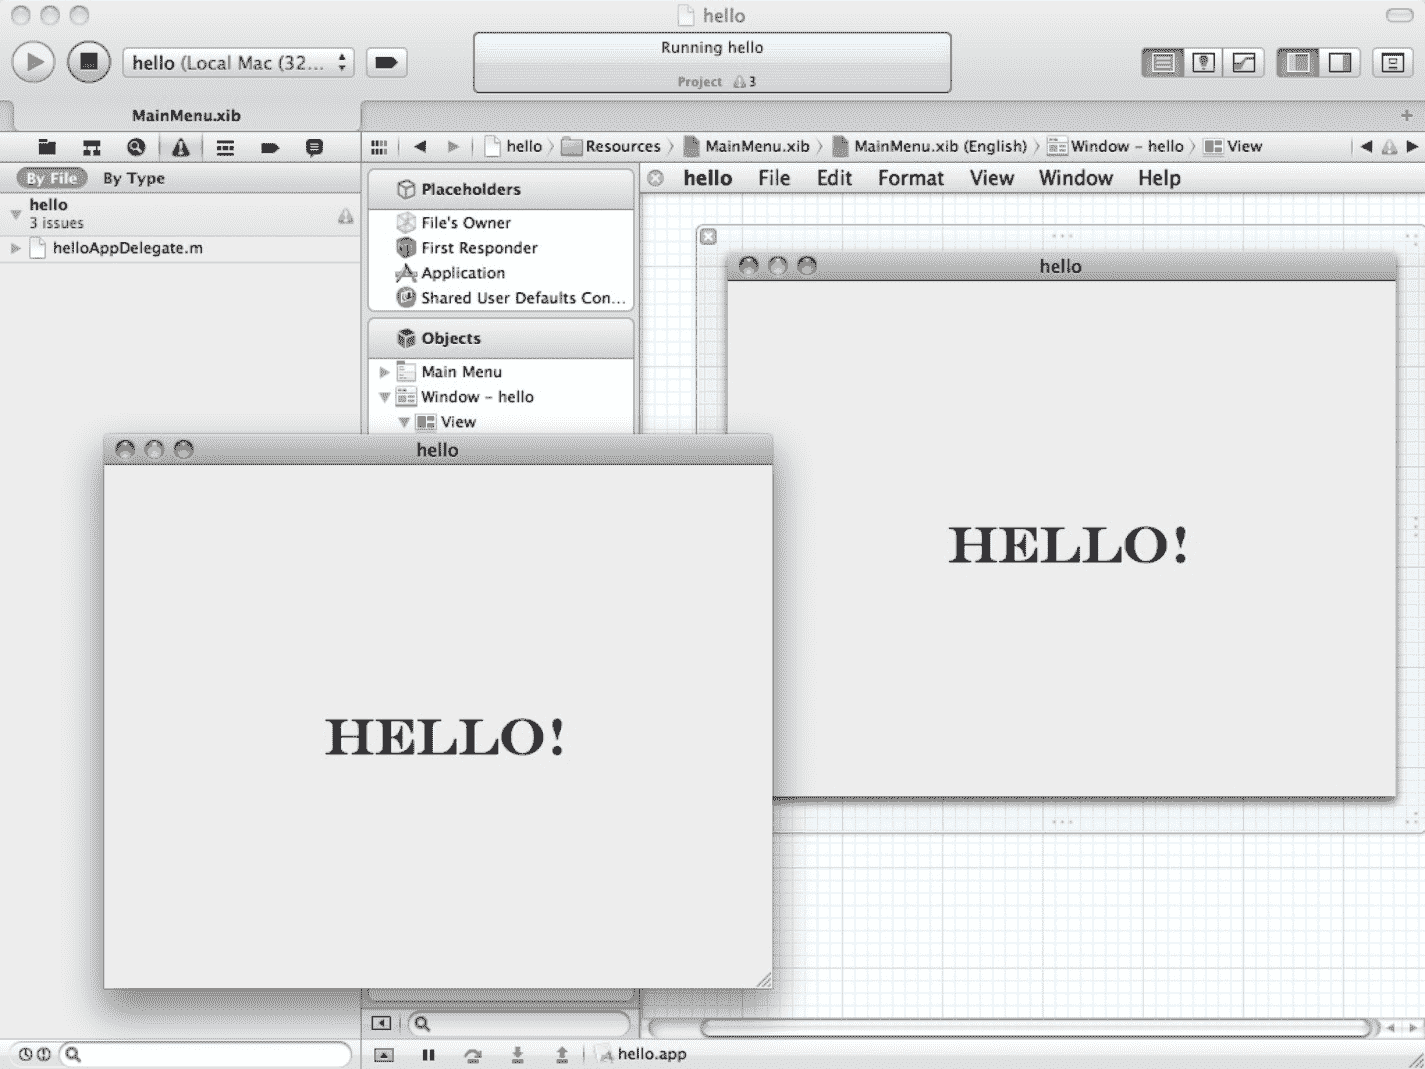 hello
hello (Local Mac (32...
Running hello
Project 3
MainMenu.xib
hello Resources MainMenu.xib MainMenu.xib (English) Window - hello View
By File By Type
hello
3 issues
helloAppDelegate.m
Placeholders
File's Owner
First Responder
Application
Shared User Defaults Con...
Objects
Main Menu
Window - hello
View
hello File Edit Format View Window Help
hello
HELLO!
hello
HELLO!
hello.app